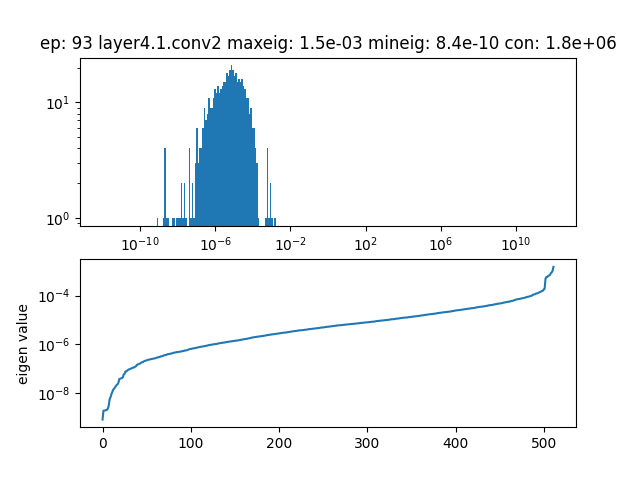 ep: 93 layer4.1.conv2 maxeig: 1.5e-03 mineig: 8.4e-10 con: 1.8e+06
10¹
10⁰
10⁻¹⁰ 10⁻⁶ 10⁻² 10² 10⁶ 10¹⁰
10⁻⁴
10⁻⁶
10⁻⁸
eigen value
0 100 200 300 400 500